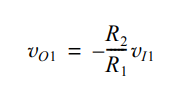 v_{O1} = -\frac{R_2}{R_1} v_{I1}